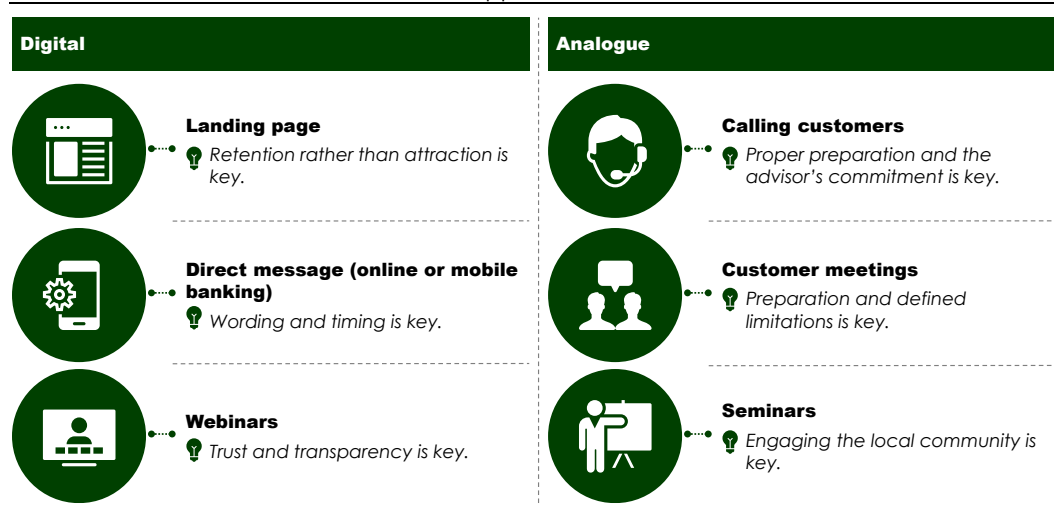 Digital
Landing page
Retention rather than attraction is
key.
Direct message (online or mobile
banking)
Wording and timing is key.
Webinars
Trust and transparency is key.
Analogue
Calling customers
Proper preparation and the
advisor's commitment is key.
Customer meetings
Preparation and defined
limitations is key.
Seminars
Engaging the local community is
key.